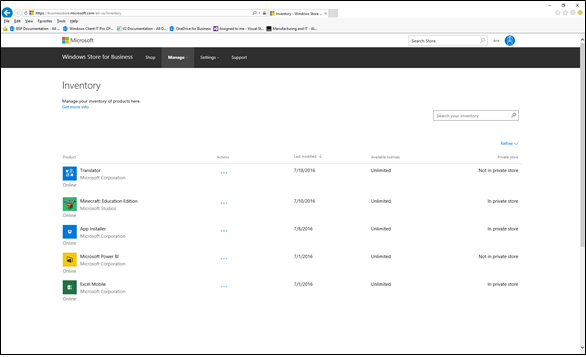 https://businessstore.microsoft.com/en-us/inventory
Inventory – Windows Store ...
File Edit View Favorites Tools Help
BSP Documentation - All ... Windows Client IT Pro CP... V2 Documentation - All D... OneDrive for Business Assigned to me - Visual St... Manufacturing and IT - Al...
Microsoft
Search Store
Windows Store for Business Shop Manage Settings Support
Inventory
Manage your inventory of products here.
Get more info
Search your inventory
Refine
Product Actions Last modified Available licenses Private store
Translator ... 7/18/2016 Unlimited Not in private store
Microsoft Corporation
Online
Minecraft: Education Edition ... 7/10/2016 Unlimited In private store
Microsoft Studios
Online
App Installer ... 7/8/2016 Unlimited In private store
Microsoft Corporation
Online
Microsoft Power BI ... 7/1/2016 Unlimited Not in private store
Microsoft Corporation
Online
Excel Mobile ... 7/1/2016 Unlimited In private store
Microsoft Corporation
Online